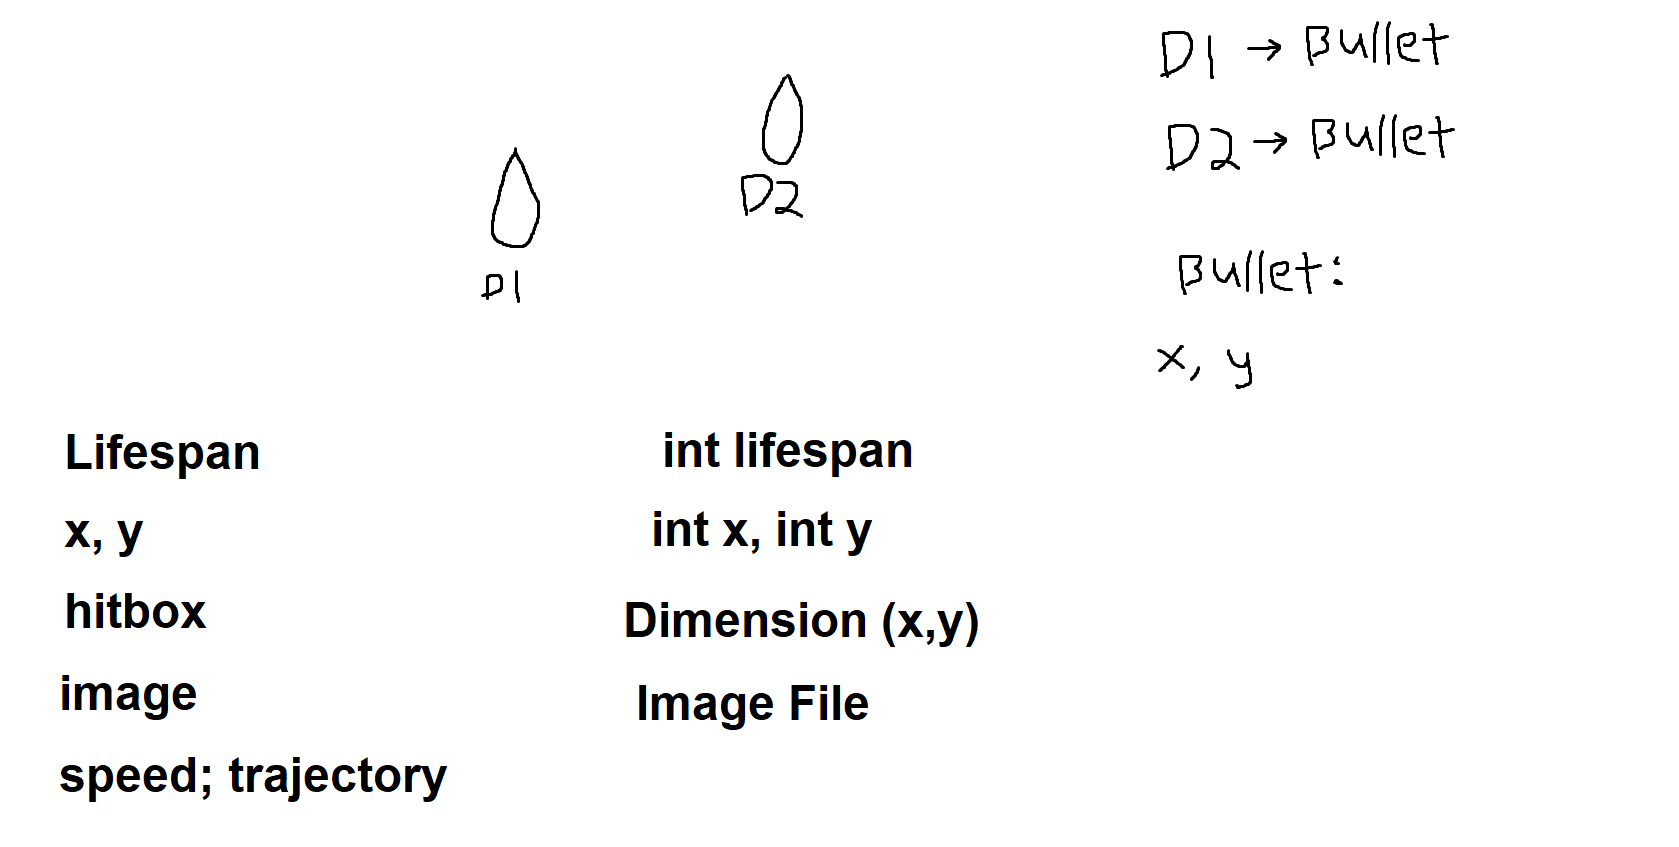 D1 → Bullet
D2 → Bullet
D2
D1
Bullet:
x, y
Lifespan
int lifespan
x, y
int x, int y
hitbox
Dimension (x,y)
image
Image File
speed; trajectory